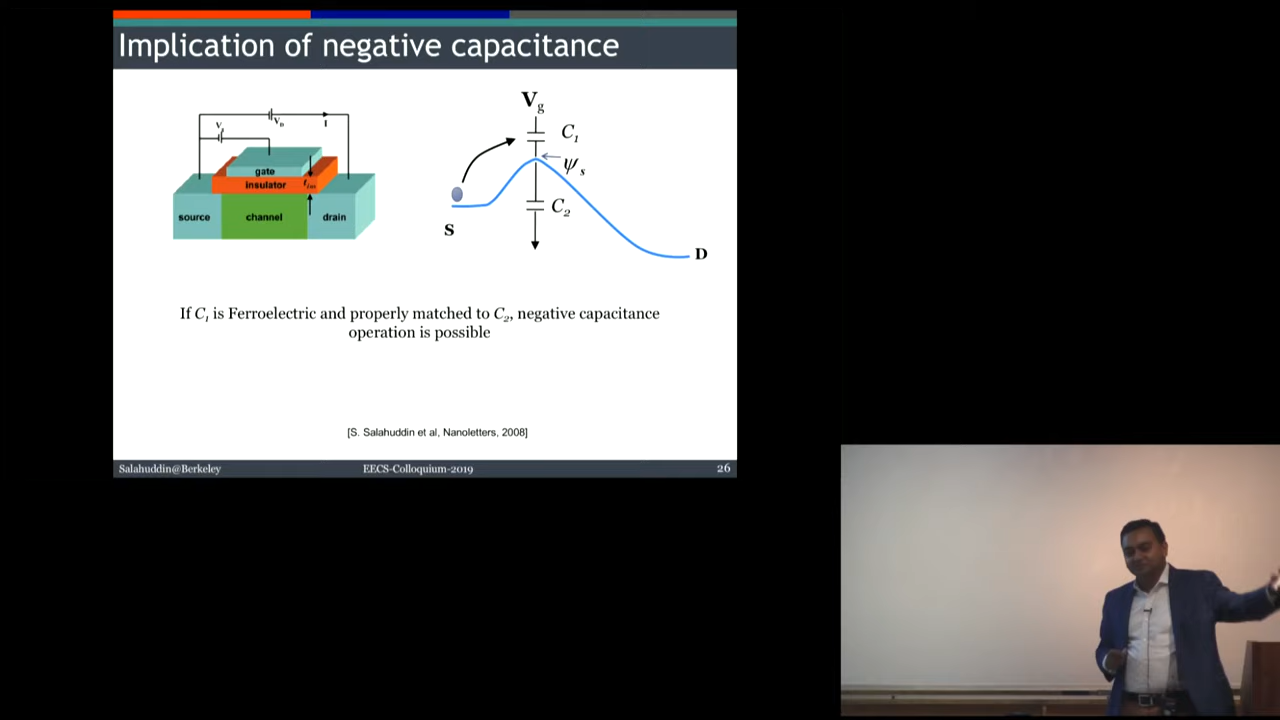 Implication of negative capacitance
V_D
I
gate
insulator
source
channel
drain
V_g
C_1
ψ_s
C_2
S
D
If C_1 is Ferroelectric and properly matched to C_2, negative capacitance
operation is possible
[S. Salahuddin et al, Nanoletters, 2008]
Salahuddin@Berkeley
EECS-Colloquium-2019
26